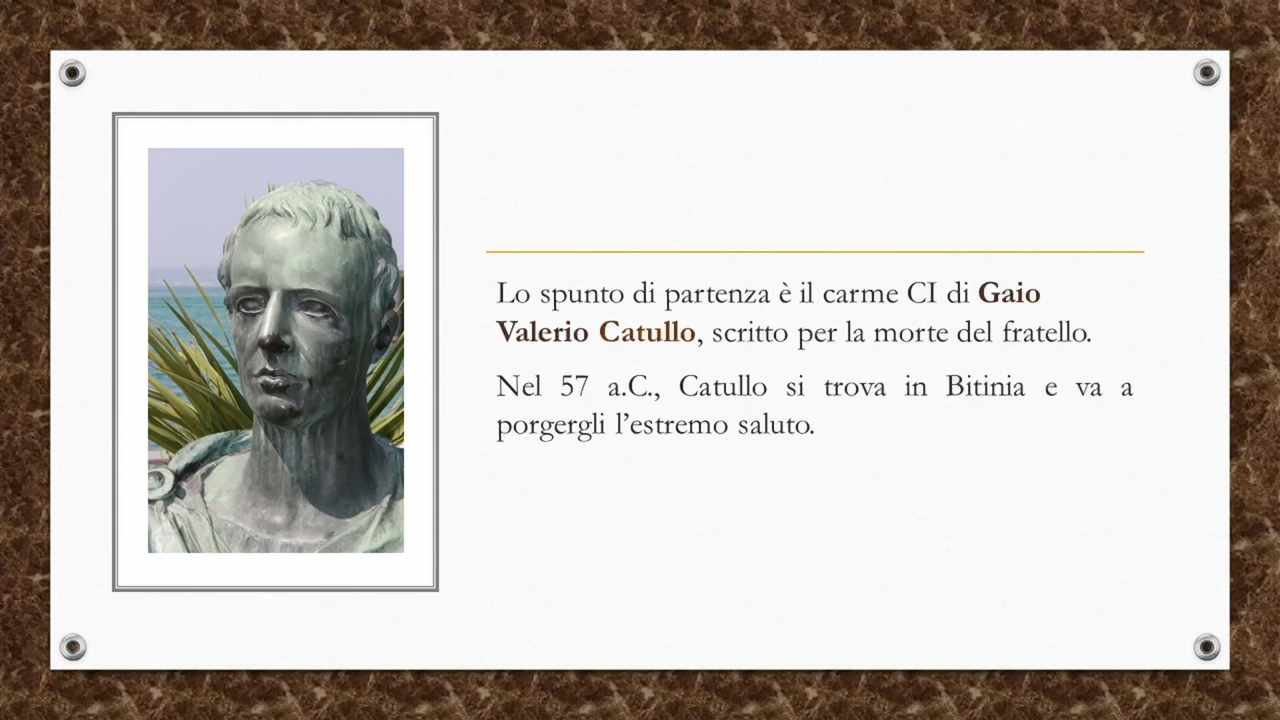 Lo spunto di partenza è il carme CI di Gaio
Valerio Catullo, scritto per la morte del fratello.
Nel 57 a.C., Catullo si trova in Bitinia e va a
porgergli l’estremo saluto.